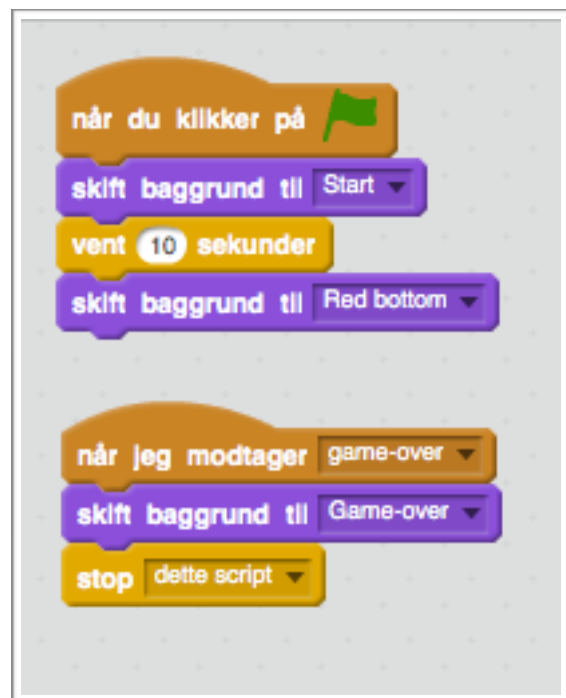 når du klikker på
skift baggrund til Start
vent 10 sekunder
skift baggrund til Red bottom
når jeg modtager game-over
skift baggrund til Game-over
stop dette script